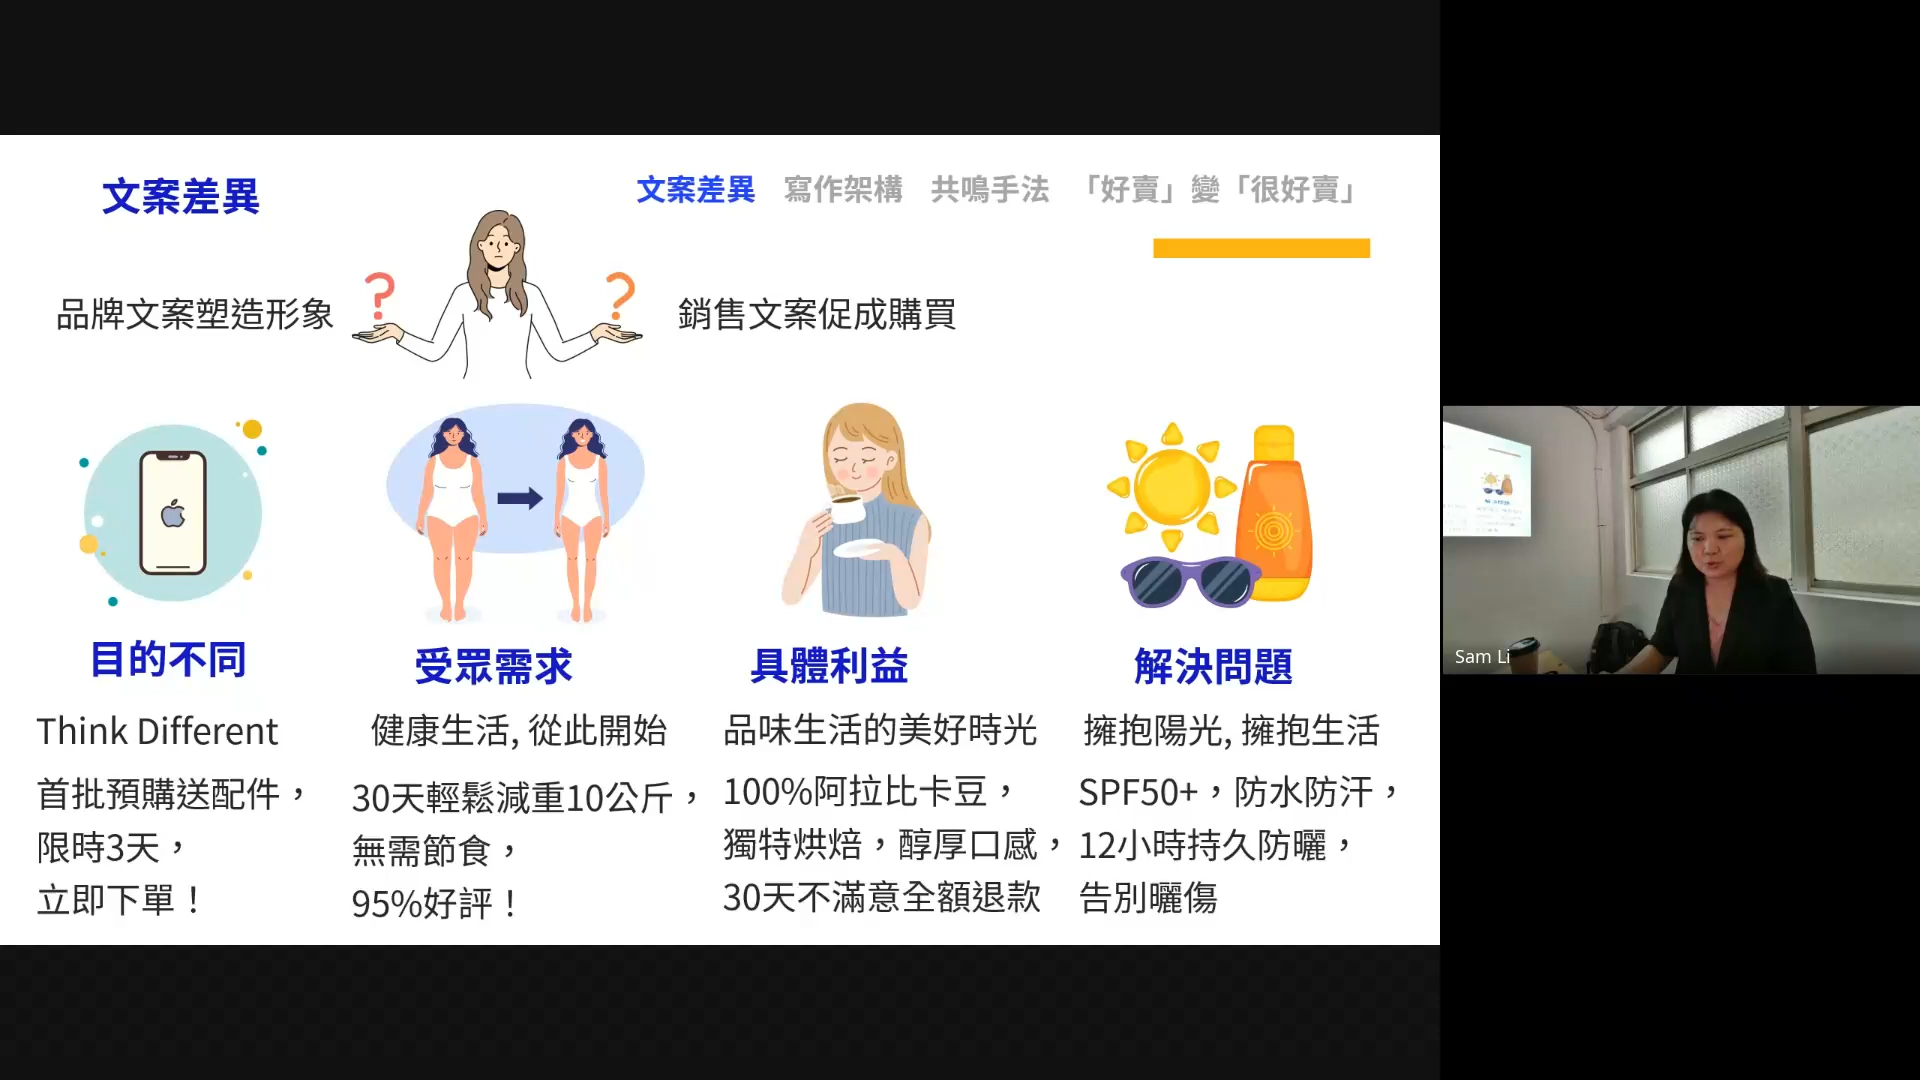 文案差異
文案差異 寫作架構 共鳴手法 「好賣」變「很好賣」
品牌文案塑造形象
? ?
銷售文案促成購買
目的不同
Think Different
首批預購送配件，
限時3天，
立即下單！
受眾需求
健康生活, 從此開始
30天輕鬆減重10公斤，
無需節食，
95%好評！
具體利益
品味生活的美好時光
100%阿拉比卡豆，
獨特烘焙，醇厚口感，
30天不滿意全額退款
解決問題
擁抱陽光, 擁抱生活
SPF50+，防水防汗，
12小時持久防曬，
告別曬傷
Sam Li